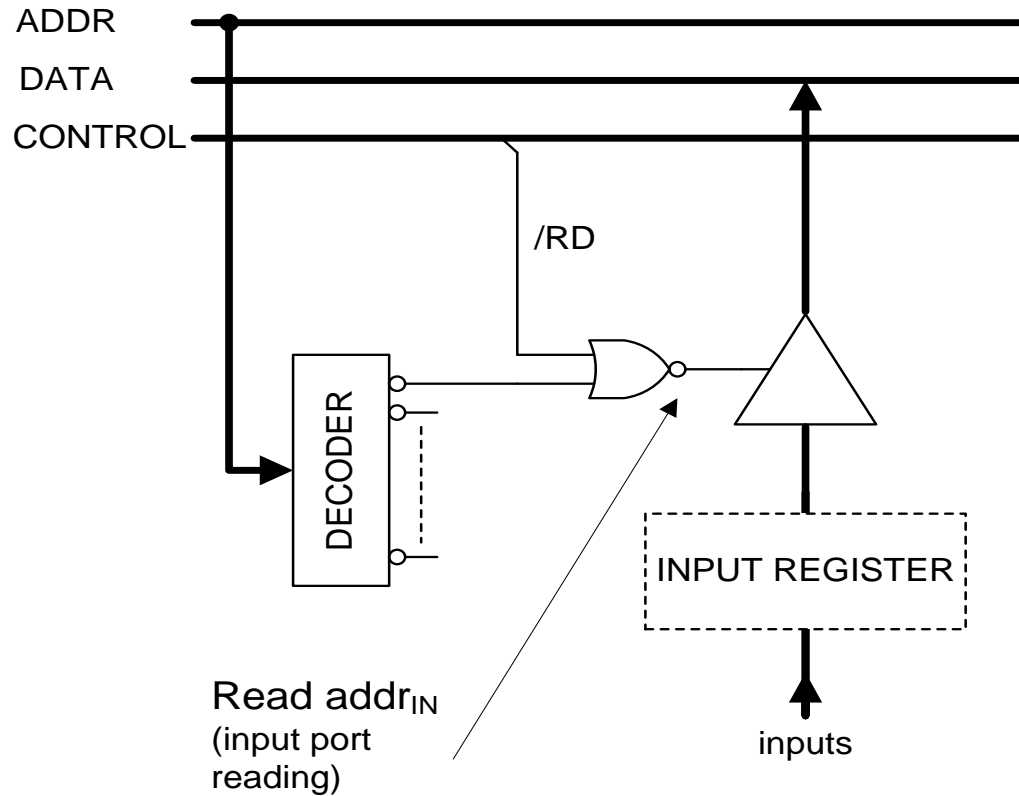 ADDR
DATA
CONTROL
/RD
DECODER
INPUT REGISTER
Read addrIN
(input port
reading)
inputs